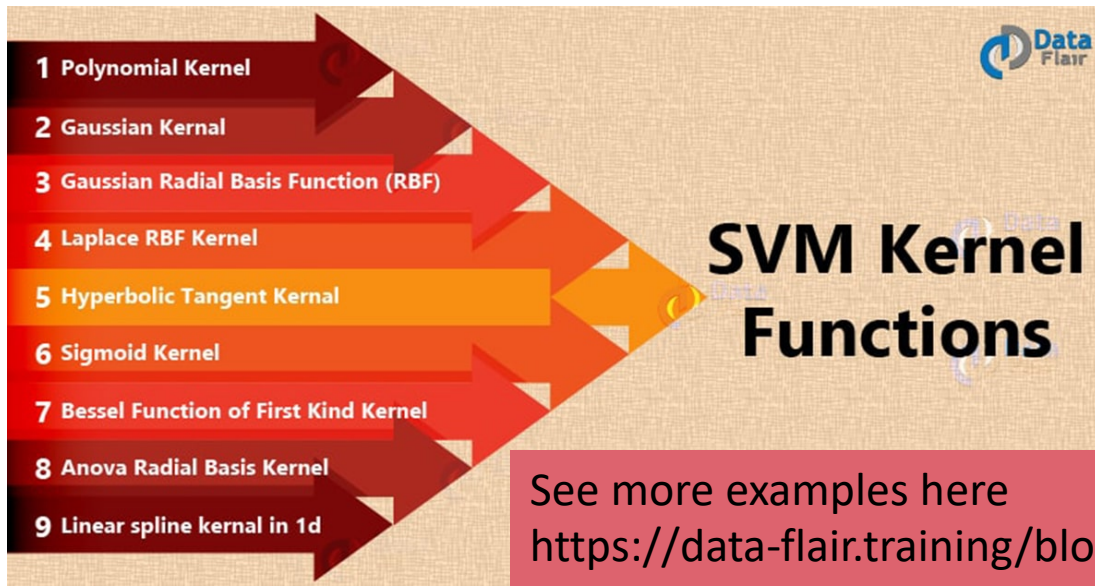 Data
Flair
1 Polynomial Kernel
2 Gaussian Kernal
3 Gaussian Radial Basis Function (RBF)
4 Laplace RBF Kernel
5 Hyperbolic Tangent Kernal
6 Sigmoid Kernel
7 Bessel Function of First Kind Kernel
8 Anova Radial Basis Kernel
9 Linear spline kernal in 1d
SVM Kernel
Functions
See more examples here
https://data-flair.training/blo